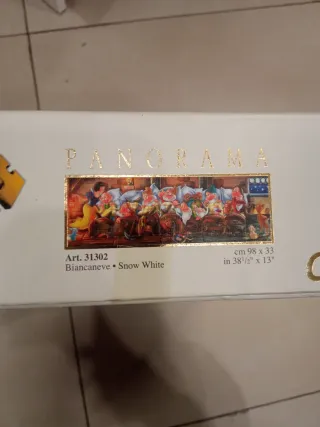 PANORAMA
Art. 31302
Biancaneve • Snow White
cm 98 x 33
in 38½" x 13"